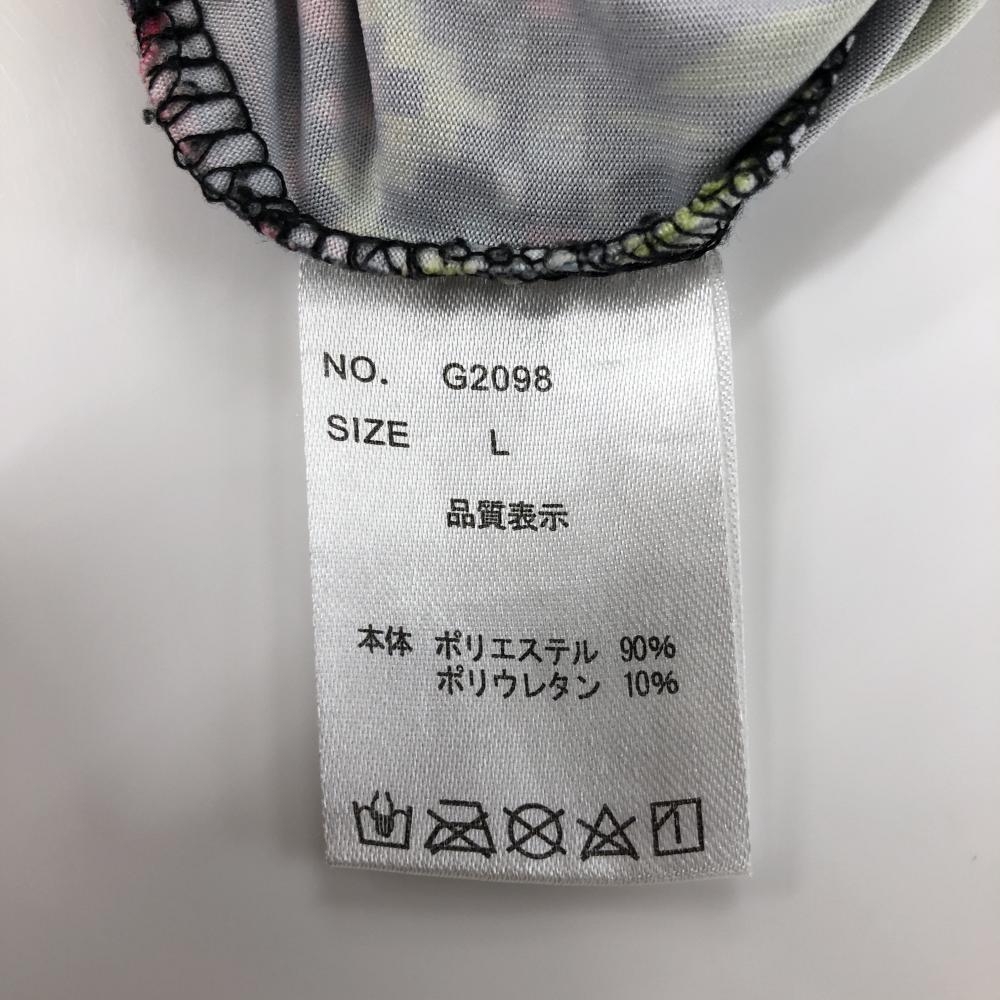 NO. G2098
SIZE L
品質表示
本体 ポリエステル 90%
ポリウレタン 10%